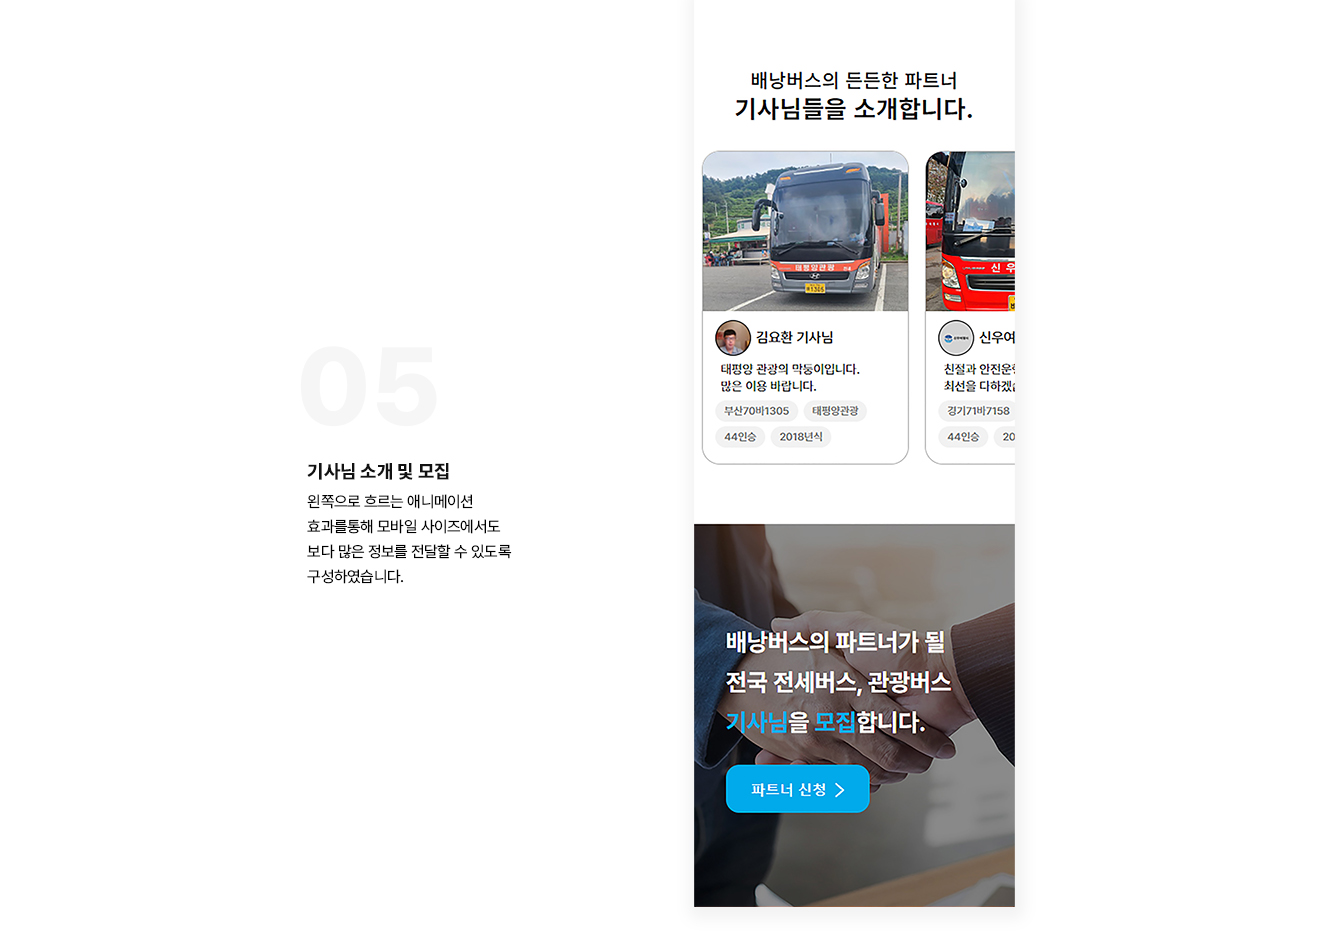 05
기사님 소개 및 모집
왼쪽으로 흐르는 애니메이션
효과를통해 모바일 사이즈에서도
보다 많은 정보를 전달할 수 있도록
구성하였습니다.
배낭버스의 든든한 파트너
기사님들을 소개합니다.
태평양관광
김요환 기사님
태평양 관광의 막둥이입니다.
많은 이용 바랍니다.
부산70바1305 태평양관광
44인승 2018년식
신우
신우여
친절과 안전운행
최선을 다하겠습
경기71바7158
44인승 20
배낭버스의 파트너가 될
전국 전세버스, 관광버스
기사님을 모집합니다.
파트너 신청 >